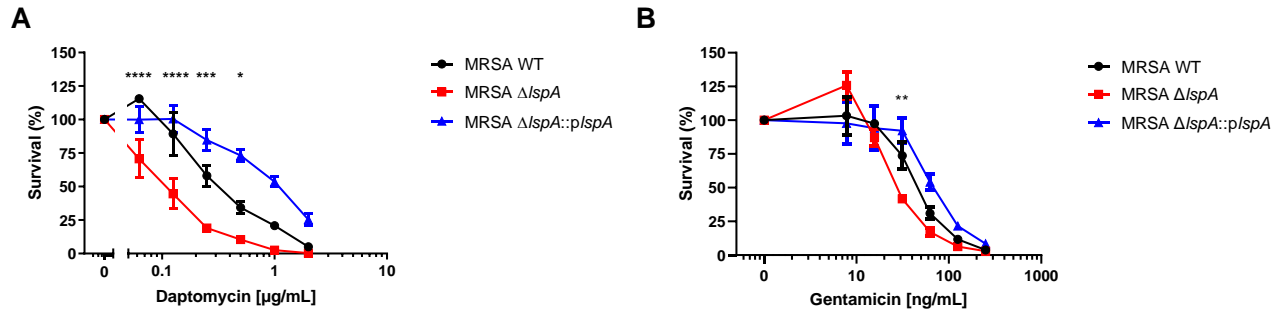 A
B
150
125
100
75
50
25
0
Survival (%)
**** **** *** *
0 0.1 1 10
Daptomycin [µg/mL]
MRSA WT
MRSA ΔlspA
MRSA ΔlspA::plspA
150
125
100
75
50
25
0
Survival (%)
**
0 10 100 1000
Gentamicin [ng/mL]
MRSA WT
MRSA ΔlspA
MRSA ΔlspA::plspA